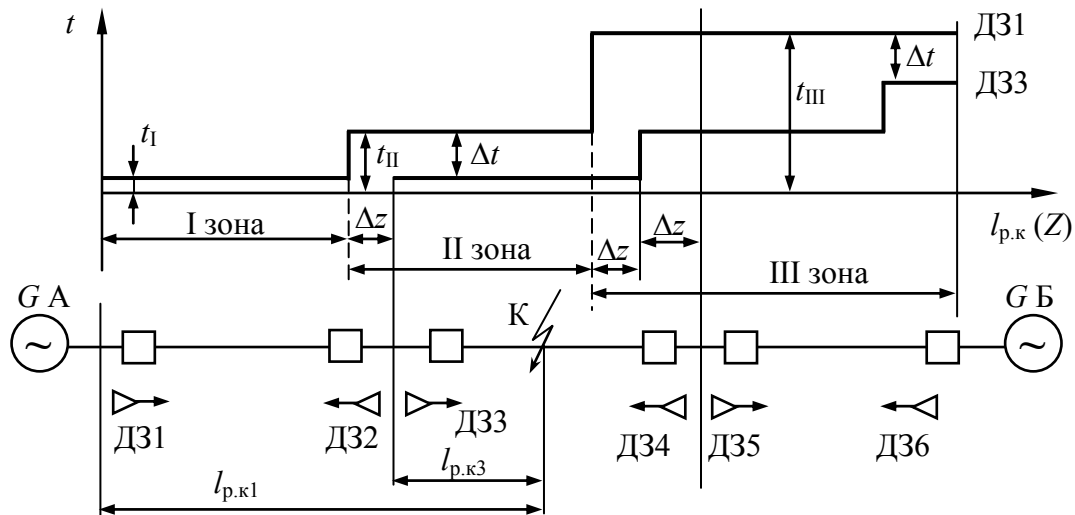 t
ДЗ1
Δt
ДЗ3
t_III
t_I
t_II
Δt
I зона
Δz
l_р.к (Z)
II зона
Δz
Δz
III зона
G А
К
G Б
~
~
ДЗ1
ДЗ2
ДЗ3
ДЗ4
ДЗ5
ДЗ6
l_р.к3
l_р.к1